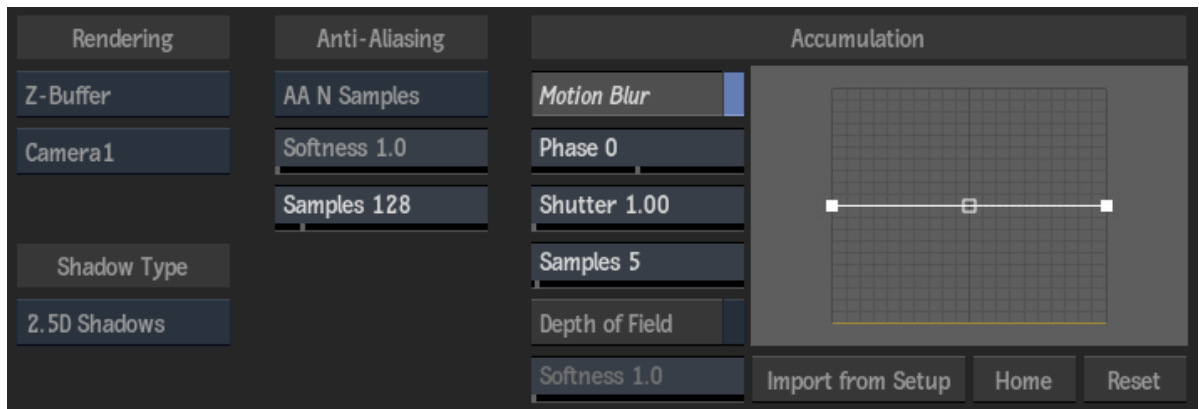 Rendering
Z-Buffer
Camera1
Shadow Type
2.5D Shadows
Anti-Aliasing
AA N Samples
Softness 1.0
Samples 128
Accumulation
Motion Blur
Phase 0
Shutter 1.00
Samples 5
Depth of Field
Softness 1.0
Import from Setup
Home
Reset